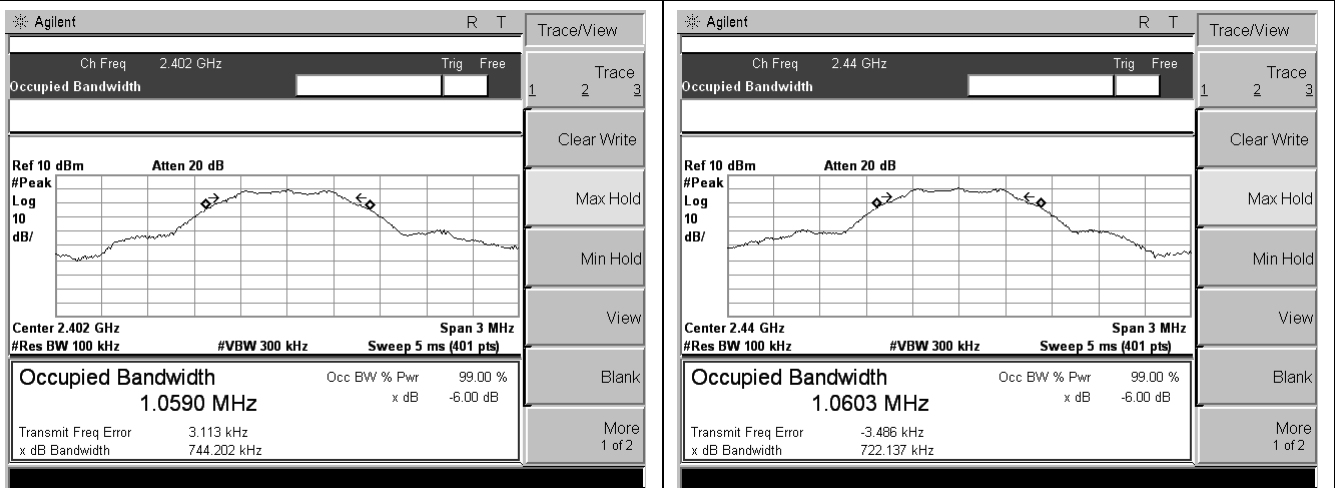 Agilent R T
Trace/View
Ch Freq 2.402 GHz Trig Free
Occupied Bandwidth
Trace
1 2 3
Clear Write
Ref 10 dBm Atten 20 dB
#Peak
Log
10
dB/
Max Hold
Min Hold
View
Center 2.402 GHz Span 3 MHz
#Res BW 100 kHz #VBW 300 kHz Sweep 5 ms (401 pts)
Occupied Bandwidth Occ BW % Pwr 99.00 %
1.0590 MHz x dB -6.00 dB
Blank
Transmit Freq Error 3.113 kHz
x dB Bandwidth 744.202 kHz
More
1 of 2
Agilent R T
Trace/View
Ch Freq 2.44 GHz Trig Free
Occupied Bandwidth
Trace
1 2 3
Clear Write
Ref 10 dBm Atten 20 dB
#Peak
Log
10
dB/
Max Hold
Min Hold
View
Center 2.44 GHz Span 3 MHz
#Res BW 100 kHz #VBW 300 kHz Sweep 5 ms (401 pts)
Occupied Bandwidth Occ BW % Pwr 99.00 %
1.0603 MHz x dB -6.00 dB
Blank
Transmit Freq Error -3.486 kHz
x dB Bandwidth 722.137 kHz
More
1 of 2